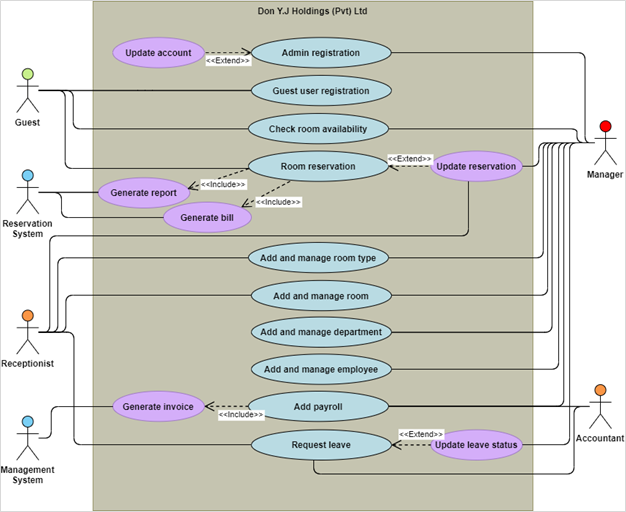 Don Y.J Holdings (Pvt) Ltd
Update account
<<Extend>>
Admin registration
Guest user registration
Guest
Check room availability
Room reservation
<<Extend>>
Update reservation
Manager
Generate report
<<Include>>
Generate bill
<<Include>>
Reservation
System
Add and manage room type
Add and manage room
Add and manage department
Receptionist
Add and manage employee
Generate invoice
<<Include>>
Add payroll
Request leave
<<Extend>>
Update leave status
Accountant
Management
System